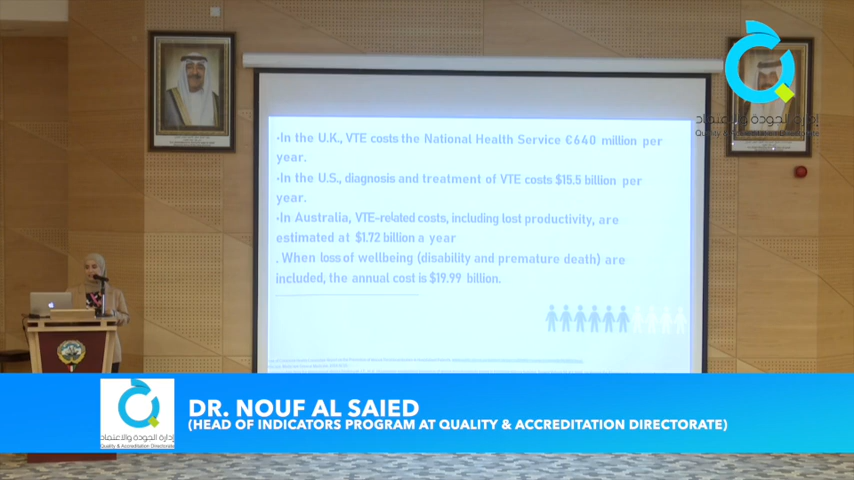 ·In the U.K., VTE costs the National Health Service €640 million per
year.
·In the U.S., diagnosis and treatment of VTE costs $15.5 billion per
year.
·In Australia, VTE-related costs, including lost productivity, are
estimated at $1.72 billion a year
. When loss of wellbeing (disability and premature death) are
included, the annual cost is $19.99 billion.
إدارة الجودة والاعتماد
Quality & Accreditation Directorate
إدارة الجودة والاعتماد
Quality & Accreditation Directorate
DR. NOUF AL SAIED
(HEAD OF INDICATORS PROGRAM AT QUALITY & ACCREDITATION DIRECTORATE)